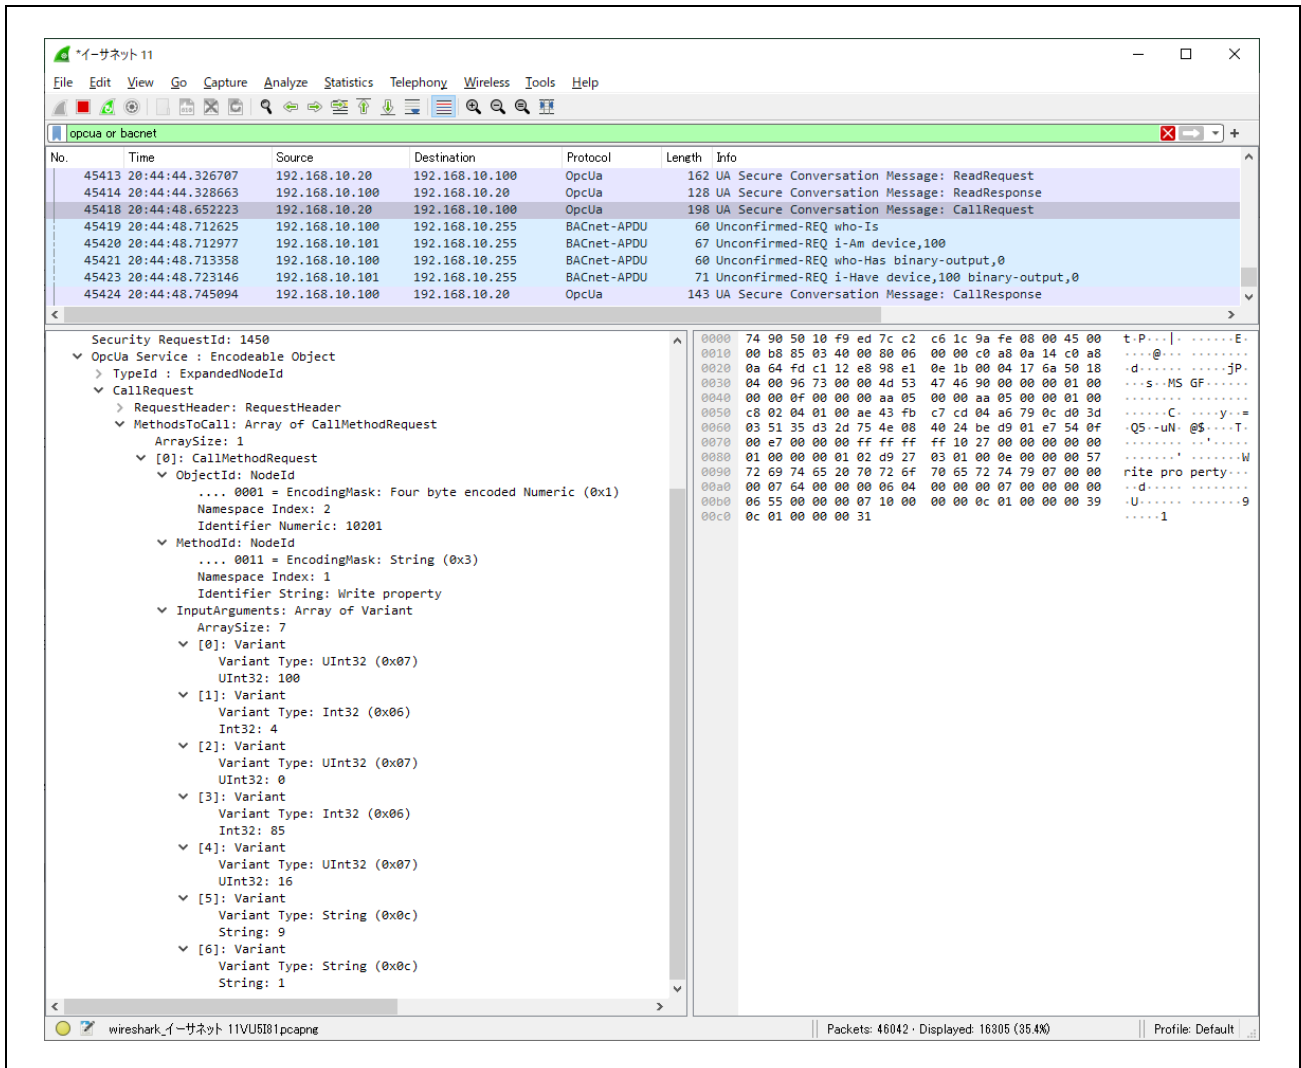 *イーサネット 11
File Edit View Go Capture Analyze Statistics Telephony Wireless Tools Help
opcua or bacnet
No. Time Source Destination Protocol Length Info
45413 20:44:44.326707 192.168.10.20 192.168.10.100 OpcUa 162 UA Secure Conversation Message: ReadRequest
45414 20:44:44.328663 192.168.10.100 192.168.10.20 OpcUa 128 UA Secure Conversation Message: ReadResponse
45418 20:44:48.652223 192.168.10.20 192.168.10.100 OpcUa 198 UA Secure Conversation Message: CallRequest
45419 20:44:48.712625 192.168.10.100 192.168.10.255 BACnet-APDU 60 Unconfirmed-REQ who-Is
45420 20:44:48.712977 192.168.10.101 192.168.10.255 BACnet-APDU 67 Unconfirmed-REQ i-Am device,100
45421 20:44:48.713358 192.168.10.100 192.168.10.255 BACnet-APDU 60 Unconfirmed-REQ who-Has binary-output,0
45423 20:44:48.723146 192.168.10.101 192.168.10.255 BACnet-APDU 71 Unconfirmed-REQ i-Have device,100 binary-output,0
45424 20:44:48.745094 192.168.10.100 192.168.10.20 OpcUa 143 UA Secure Conversation Message: CallResponse
Security RequestId: 1450
OpcUa Service : Encodeable Object
TypeId : ExpandedNodeId
CallRequest
RequestHeader: RequestHeader
MethodsToCall: Array of CallMethodRequest
ArraySize: 1
[0]: CallMethodRequest
ObjectId: NodeId
.... 0001 = EncodingMask: Four byte encoded Numeric (0x1)
Namespace Index: 2
Identifier Numeric: 10201
MethodId: NodeId
.... 0011 = EncodingMask: String (0x3)
Namespace Index: 1
Identifier String: Write property
InputArguments: Array of Variant
ArraySize: 7
[0]: Variant
Variant Type: UInt32 (0x07)
UInt32: 100
[1]: Variant
Variant Type: Int32 (0x06)
Int32: 4
[2]: Variant
Variant Type: UInt32 (0x07)
UInt32: 0
[3]: Variant
Variant Type: Int32 (0x06)
Int32: 85
[4]: Variant
Variant Type: UInt32 (0x07)
UInt32: 16
[5]: Variant
Variant Type: String (0x0c)
String: 9
[6]: Variant
Variant Type: String (0x0c)
String: 1
0000 74 90 50 10 f9 ed 7c c2 c6 1c 9a fe 08 00 45 00 t·P···|· ······E·
0010 00 b8 85 03 40 00 80 06 00 00 c0 a8 0a 14 c0 a8 ····@··· ········
0020 0a 64 fd c1 12 e8 98 e1 0e 1b 00 04 17 6a 50 18 ·d······ ·····jP·
0030 04 00 96 73 00 00 4d 53 47 46 90 00 00 00 01 00 ···s··MS GF······
0040 00 00 0f 00 00 00 aa 05 00 00 aa 05 00 00 01 00 ········ ········
0050 c8 02 04 01 00 ae 43 fb c7 cd 04 a6 79 0c d0 3d ······C· ····y··=
0060 03 51 35 d3 2d 75 4e 08 40 24 be d9 01 e7 54 0f ·Q5·-uN· @$····T·
0070 00 e7 00 00 00 ff ff ff ff 10 27 00 00 00 00 00 ········ ··'·····
0080 01 00 00 00 01 02 d9 27 03 01 00 0e 00 00 00 57 ·······' ·······W
0090 72 69 74 65 20 70 72 6f 70 65 72 74 79 07 00 00 rite pro perty···
00a0 00 07 64 00 00 00 06 04 00 00 00 07 00 00 00 00 ··d····· ········
00b0 06 55 00 00 00 07 10 00 00 00 0c 01 00 00 00 39 ·U······ ·······9
00c0 0c 01 00 00 00 31 ·····1
wireshark_イーサネット 11VU5I81.pcapng Packets: 46042 · Displayed: 16305 (35.4%) Profile: Default